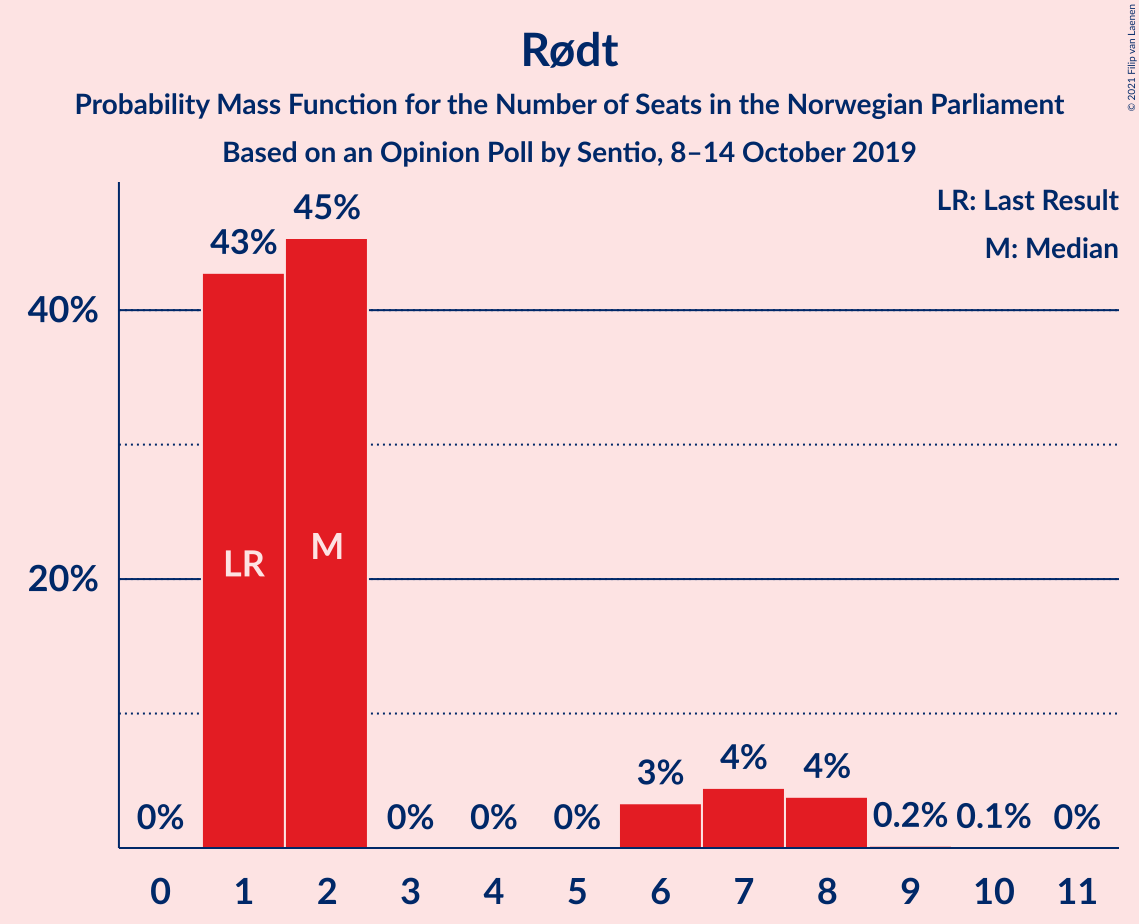 Rødt
Probability Mass Function for the Number of Seats in the Norwegian Parliament
Based on an Opinion Poll by Sentio, 8–14 October 2019
© 2021 Filip van Laenen
LR: Last Result
M: Median
40%
20%
0%
43%
45%
0%
0%
0%
3%
4%
4%
0.2%
0.1%
0%
LR
M
0 1 2 3 4 5 6 7 8 9 10 11